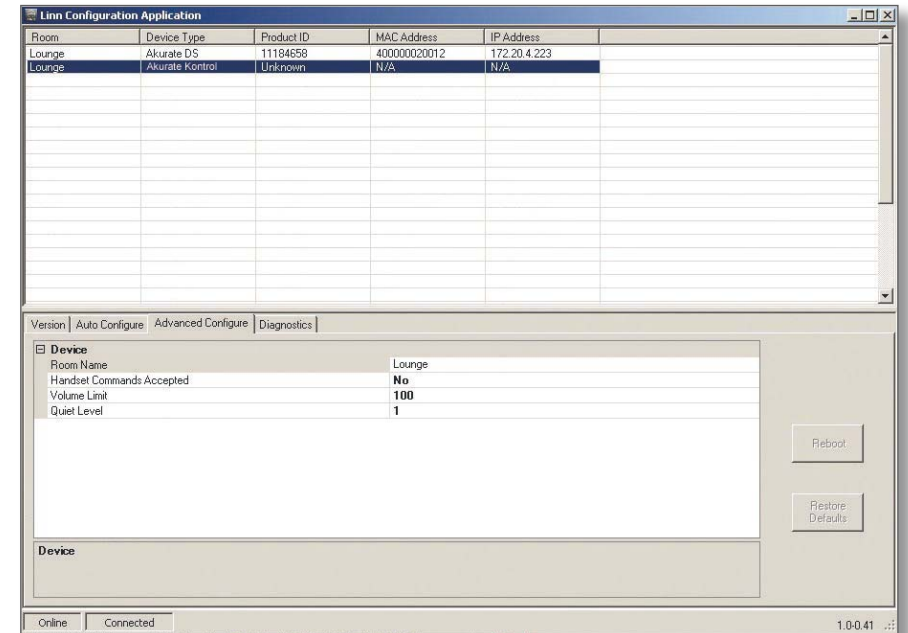 Linn Configuration Application
Room Device Type Product ID MAC Address IP Address
Lounge Akurate DS 11184658 400000020012 172.20.4.223
Lounge Akurate Kontrol Unknown N/A N/A
Version Auto Configure Advanced Configure Diagnostics
Device
Room Name Lounge
Handset Commands Accepted No
Volume Limit 100
Quiet Level 1
Reboot
Restore
Defaults
Device
Online Connected 1.0-0.41